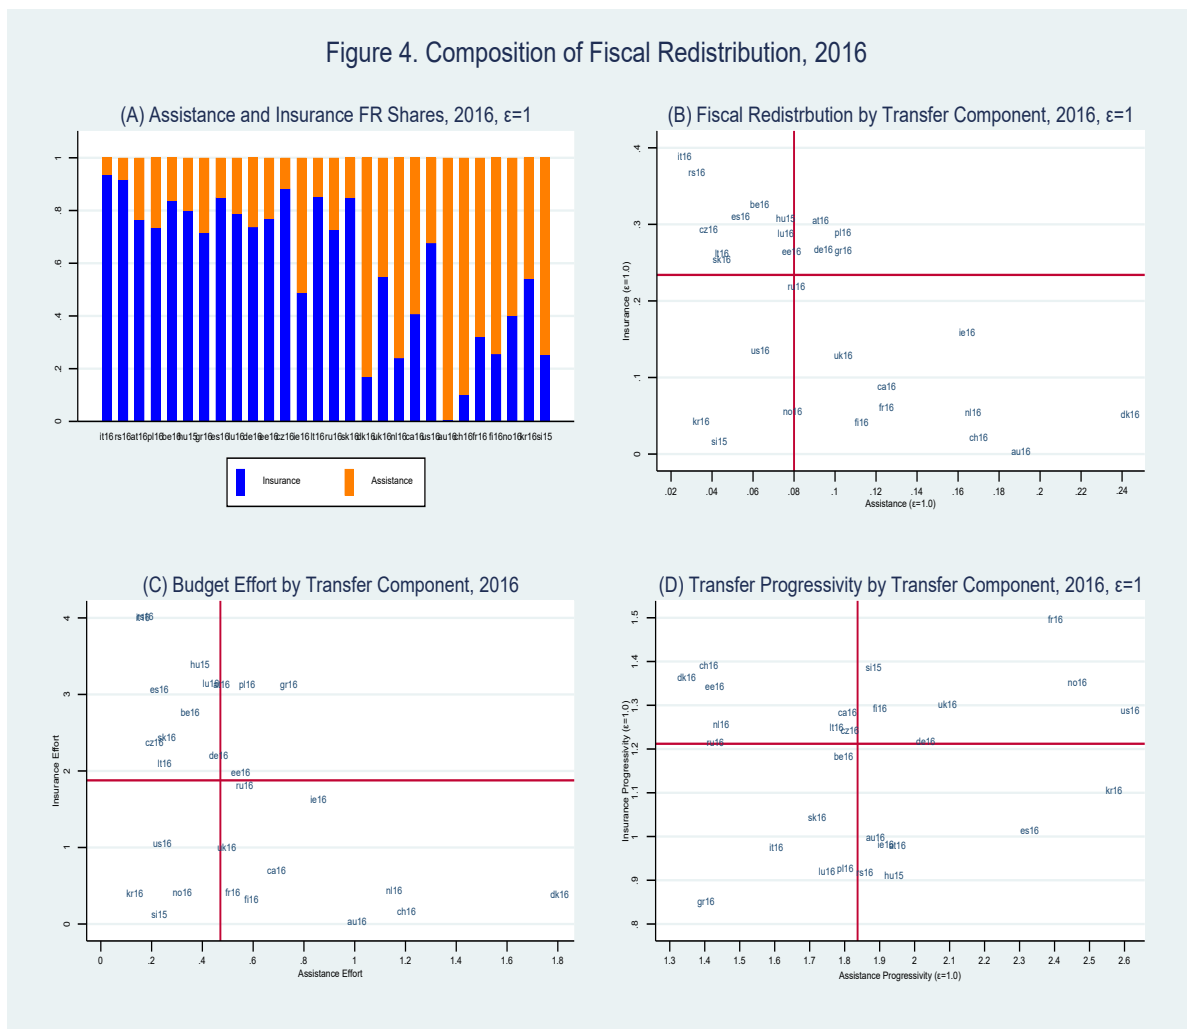 Figure 4. Composition of Fiscal Redistribution, 2016
(A) Assistance and Insurance FR Shares, 2016, ε=1
0 .2 .4 .6 .8 1
it16 rs16 at16 pl16 be16 hu15 gr16 es16 lu16 de16 ee16 cz16 ie16 lt16 ru16 sk16 dk16 uk16 nl16 ca16 us16 au16 ch16 fr16 fi16 no16 kr16 si15
Insurance Assistance
(B) Fiscal Redistrbution by Transfer Component, 2016, ε=1
Insurance (ε=1.0)
0 .1 .2 .3 .4
it16
rs16
be16
es16 hu15 at16
cz16 lu16 pl16
lt16 ee16 de16 gr16
sk16
ru16
ie16
us16 uk16
ca16
no16 fr16 nl16 dk16
kr16 fi16
si15 ch16
au16
.02 .04 .06 .08 .1 .12 .14 .16 .18 .2 .22 .24
Assistance (ε=1.0)
(C) Budget Effort by Transfer Component, 2016
Insurance Effort
0 1 2 3 4
rs16
it16
hu15
es16 lu16 at16 pl16 gr16
be16
cz16 sk16
lt16 de16
ee16
ru16
ie16
us16 uk16
ca16
kr16 no16 fr16 fi16 nl16 dk16
si15 ch16
au16
0 .2 .4 .6 .8 1 1.2 1.4 1.6 1.8
Assistance Effort
(D) Transfer Progressivity by Transfer Component, 2016, ε=1
Insurance Progressivity (ε=1.0)
.8 .9 1 1.1 1.2 1.3 1.4 1.5
fr16
ch16 si15
dk16
ee16 no16
ca16 fi16 uk16 us16
nl16 lt16 cz16
ru16 de16
be16
kr16
sk16
au16 es16
it16 ie16 at16
lu16 pl16 rs16 hu15
gr16
1.3 1.4 1.5 1.6 1.7 1.8 1.9 2 2.1 2.2 2.3 2.4 2.5 2.6
Assistance Progressivity (ε=1.0)